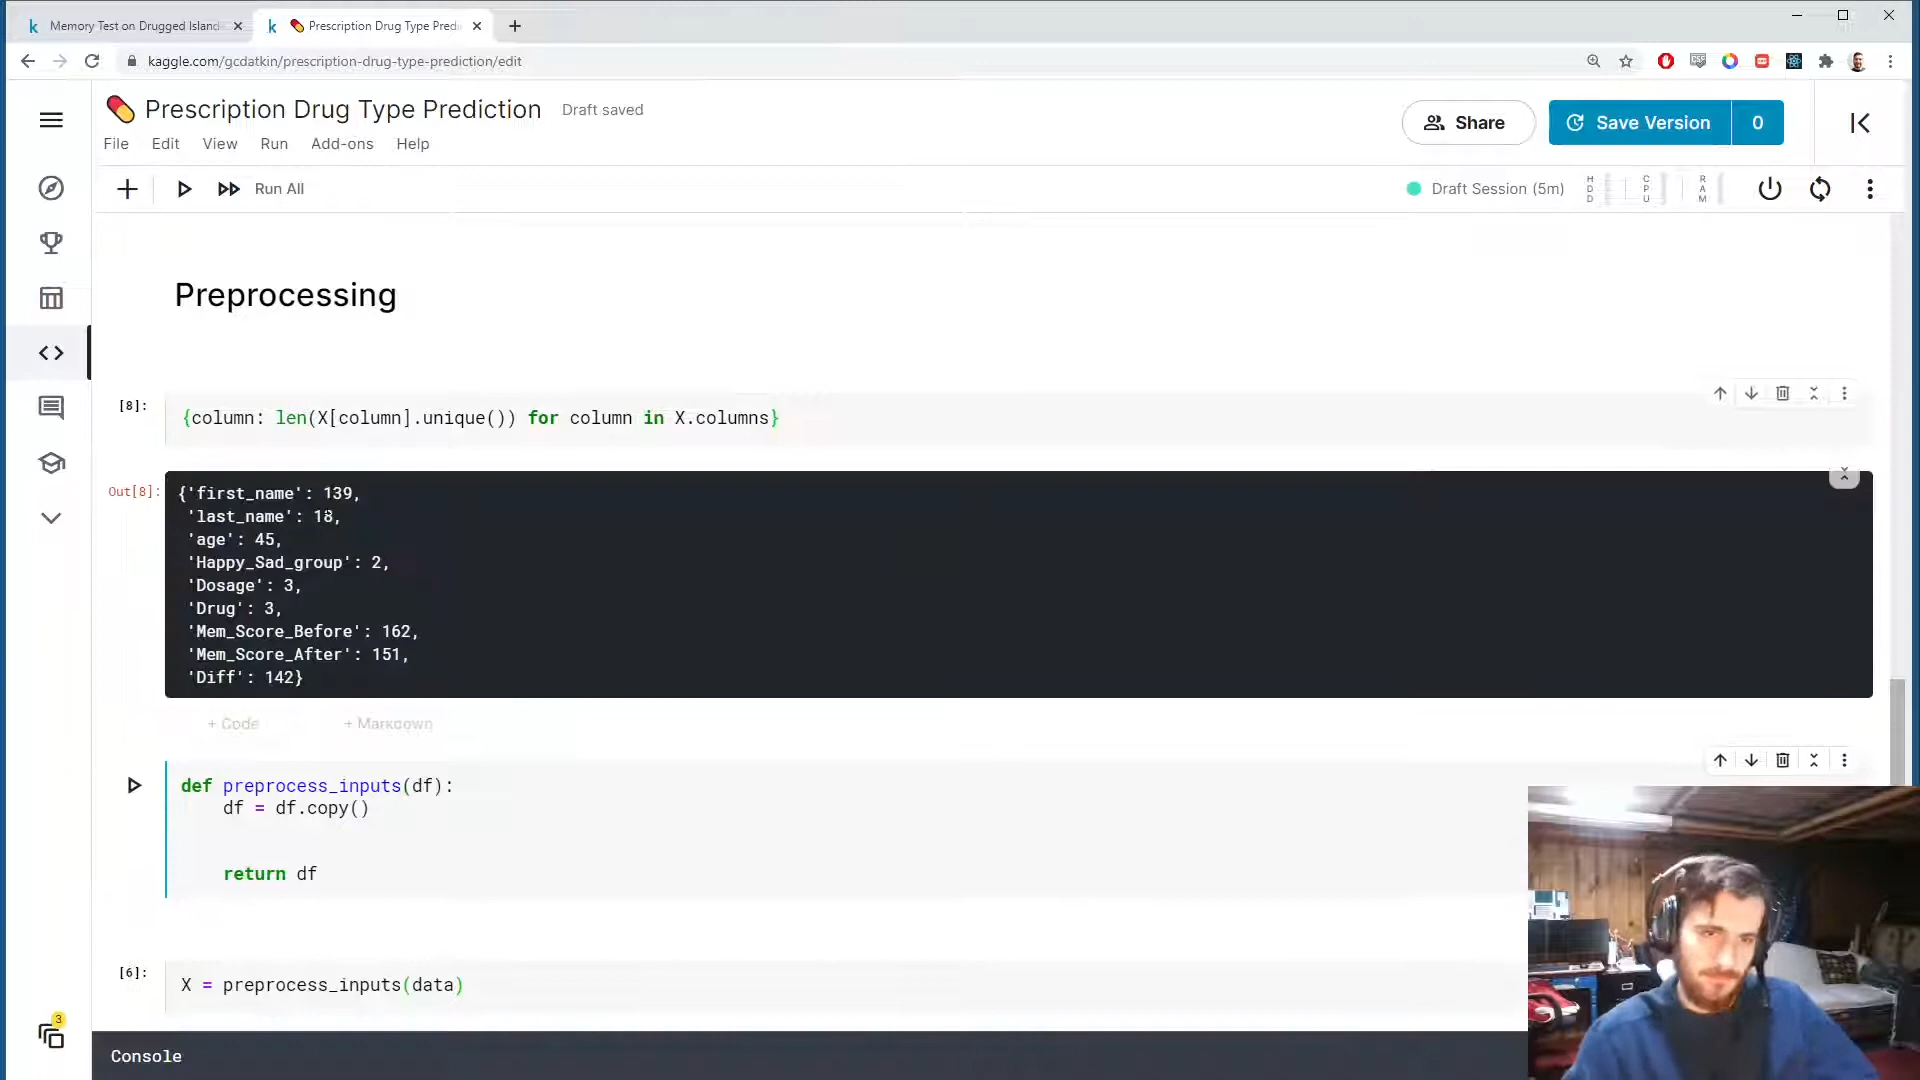 Memory Test on Drugged Island
Prescription Drug Type Predi
kaggle.com/gcdatkin/prescription-drug-type-prediction/edit
Prescription Drug Type Prediction
Draft saved
Share
Save Version
0
File
Edit
View
Run
Add-ons
Help
Run All
Draft Session (5m)
HDD
CPU
RAM
Preprocessing
[8]:
{column: len(X[column].unique()) for column in X.columns}
Out[8]:
{'first_name': 139,
'last_name': 18,
'age': 45,
'Happy_Sad_group': 2,
'Dosage': 3,
'Drug': 3,
'Mem_Score_Before': 162,
'Mem_Score_After': 151,
'Diff': 142}
+ Code
+ Markdown
def preprocess_inputs(df):
df = df.copy()
return df
[6]:
X = preprocess_inputs(data)
3
Console